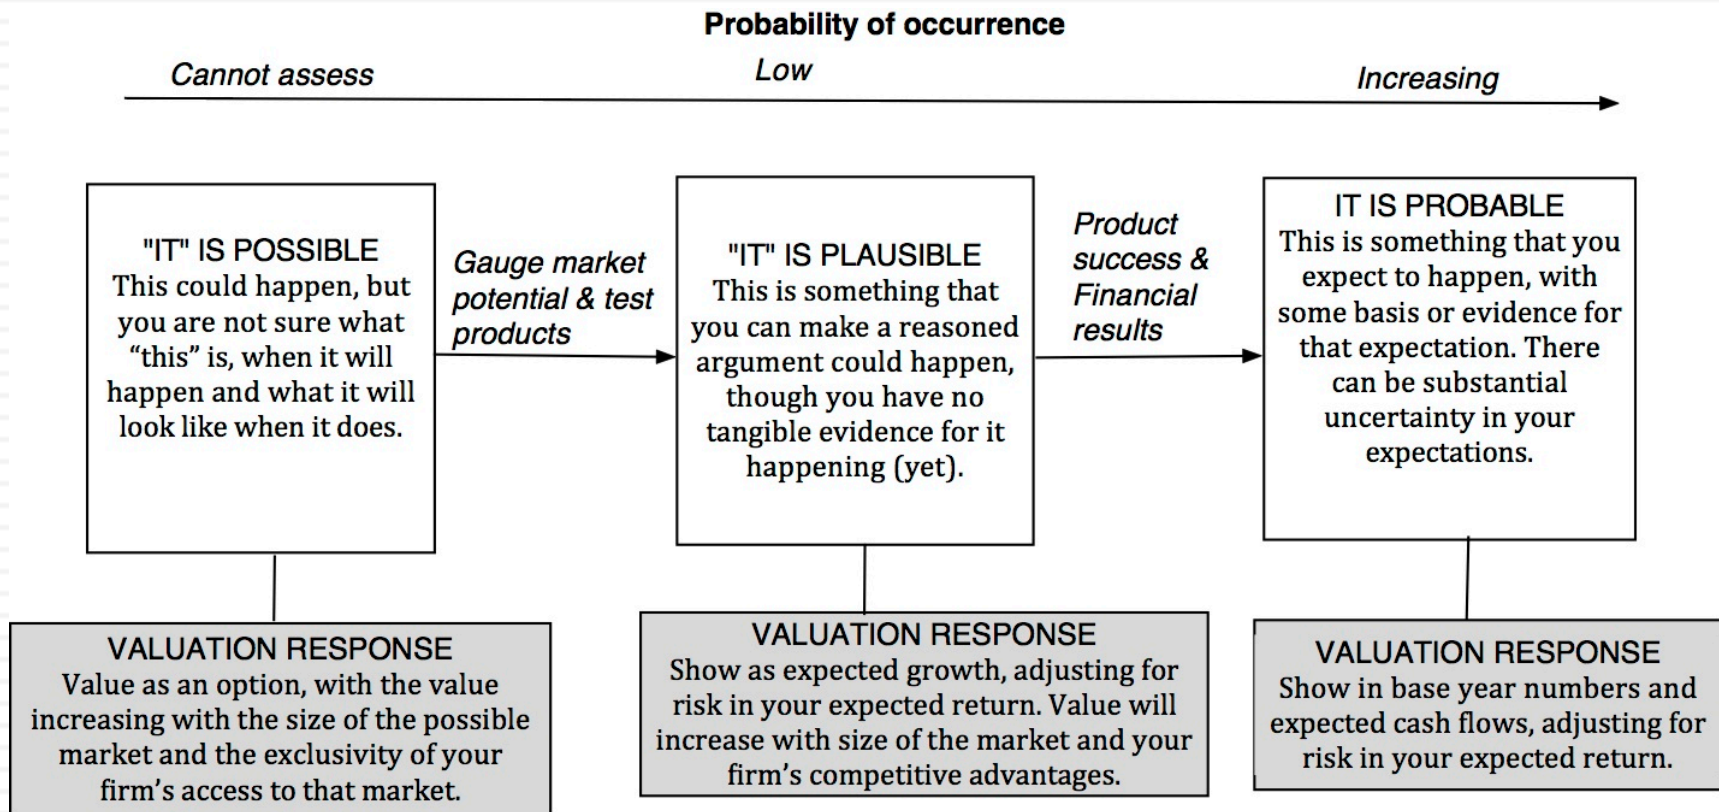 Probability of occurrence
Cannot assess
Low
Increasing
"IT" IS POSSIBLE
This could happen, but
you are not sure what
“this” is, when it will
happen and what it will
look like when it does.
Gauge market
potential & test
products
"IT" IS PLAUSIBLE
This is something that
you can make a reasoned
argument could happen,
though you have no
tangible evidence for it
happening (yet).
Product
success &
Financial
results
IT IS PROBABLE
This is something that you
expect to happen, with
some basis or evidence for
that expectation. There
can be substantial
uncertainty in your
expectations.
VALUATION RESPONSE
Value as an option, with the value
increasing with the size of the possible
market and the exclusivity of your
firm’s access to that market.
VALUATION RESPONSE
Show as expected growth, adjusting for
risk in your expected return. Value will
increase with size of the market and your
firm’s competitive advantages.
VALUATION RESPONSE
Show in base year numbers and
expected cash flows, adjusting for
risk in your expected return.